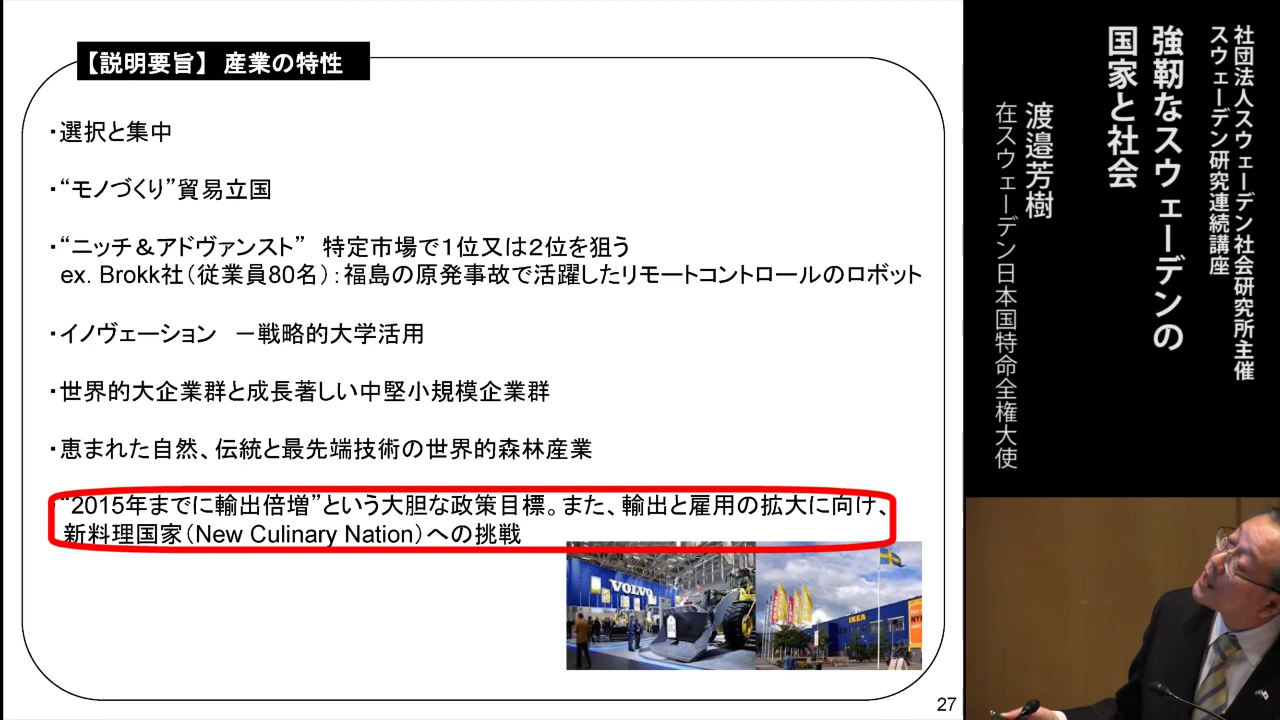 【説明要旨】 産業の特性
・選択と集中
・“モノづくり”貿易立国
・“ニッチ＆アドヴァンスト” 特定市場で１位又は２位を狙う
ex. Brokk社（従業員80名）：福島の原発事故で活躍したリモートコントロールのロボット
・イノヴェーション －戦略的大学活用
・世界的大企業群と成長著しい中堅小規模企業群
・恵まれた自然、伝統と最先端技術の世界的森林産業
・“2015年までに輸出倍増”という大胆な政策目標。また、輸出と雇用の拡大に向け、
新料理国家（New Culinary Nation）への挑戦
VOLVO
IKEA
27
社団法人スウェーデン社会研究所主催
スウェーデン研究連続講座
強靭なスウェーデンの
国家と社会
渡邉芳樹
在スウェーデン日本国特命全権大使